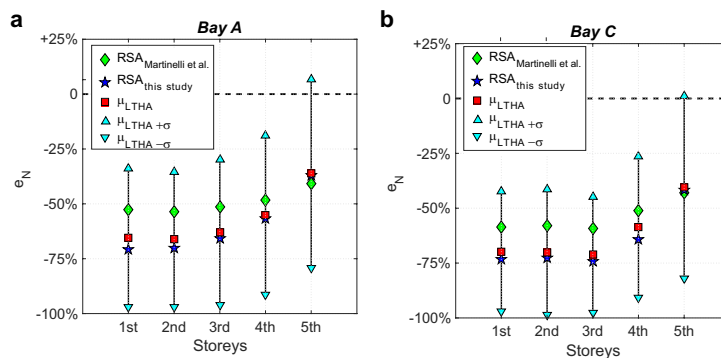 a
Bay A
+25%
0
-25%
-50%
-75%
-100%
e_N
RSA_Martinelli et al.
RSA_this study
μ_LTHA
μ_LTHA +σ
μ_LTHA −σ
1st 2nd 3rd 4th 5th
Storeys
b
Bay C
+25%
0
-25%
-50%
-75%
-100%
e_N
RSA_Martinelli et al.
RSA_this study
μ_LTHA
μ_LTHA +σ
μ_LTHA −σ
1st 2nd 3rd 4th 5th
Storeys